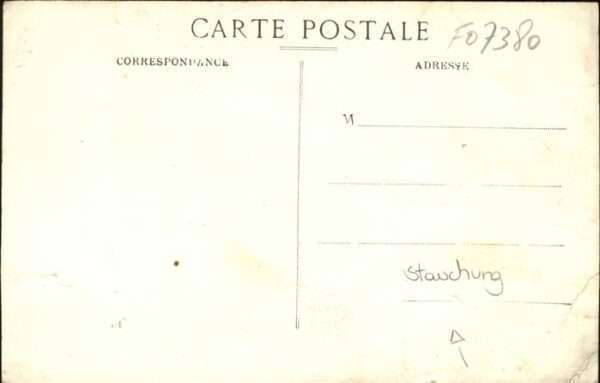 CARTE POSTALE F07380
CORRESPONDANCE
ADRESSE
M
Stauchung